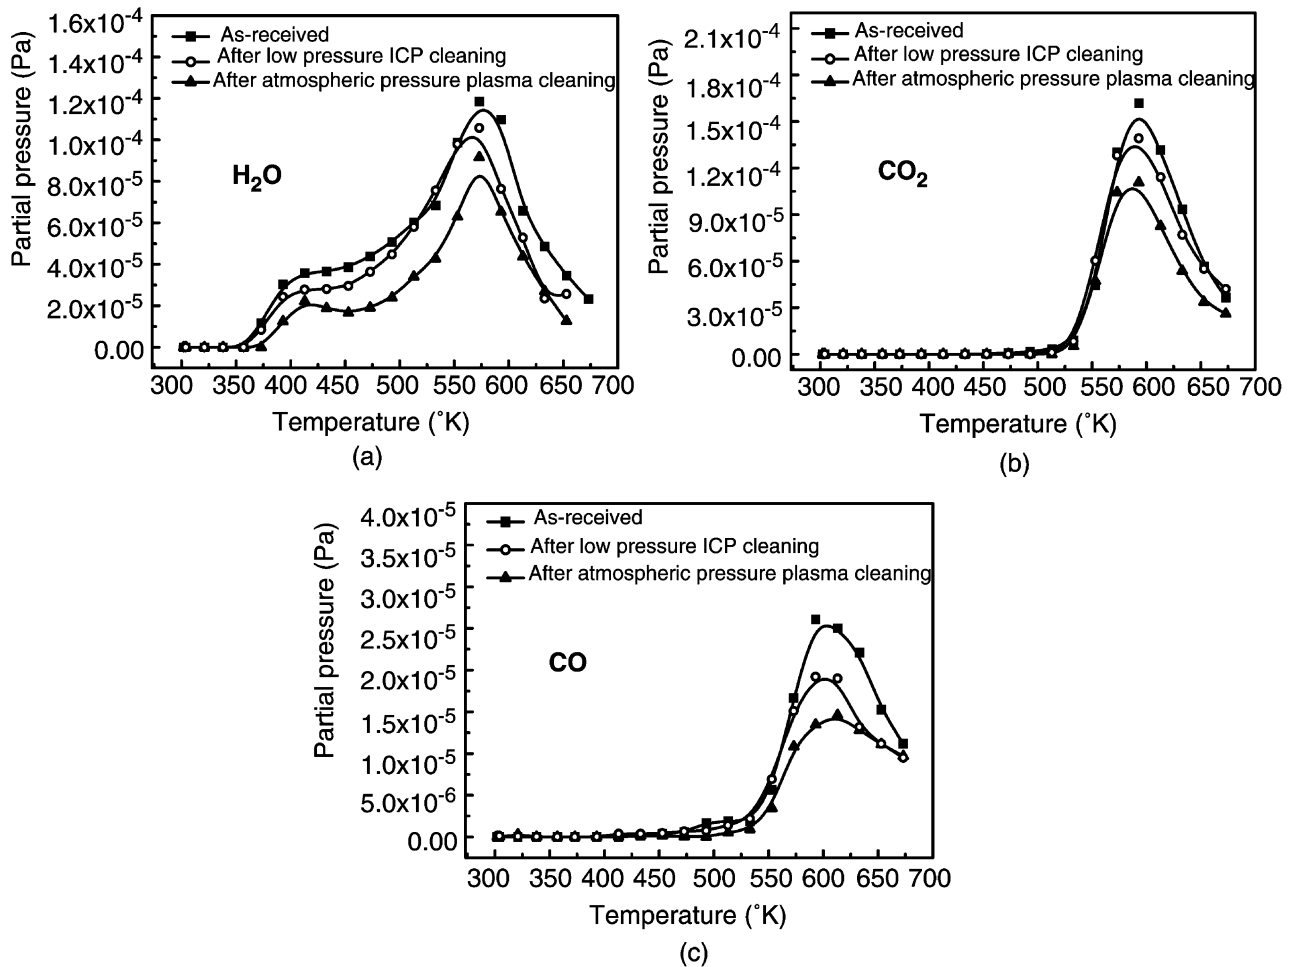 1.6x10-4
1.4x10-4
1.2x10-4
1.0x10-4
8.0x10-5
6.0x10-5
4.0x10-5
2.0x10-5
0.00
Partial pressure (Pa)
As-received
After low pressure ICP cleaning
After atmospheric pressure plasma cleaning
H2O
300 350 400 450 500 550 600 650 700
Temperature (˚K)
(a)
2.1x10-4
1.8x10-4
1.5x10-4
1.2x10-4
9.0x10-5
6.0x10-5
3.0x10-5
0.00
Partial pressure (Pa)
As-received
After low pressure ICP cleaning
After atmospheric pressure plasma cleaning
CO2
300 350 400 450 500 550 600 650 700
Temperature (˚K)
(b)
4.0x10-5
3.5x10-5
3.0x10-5
2.5x10-5
2.0x10-5
1.5x10-5
1.0x10-5
5.0x10-6
0.00
Partial pressure (Pa)
As-received
After low pressure ICP cleaning
After atmospheric pressure plasma cleaning
CO
300 350 400 450 500 550 600 650 700
Temperature (˚K)
(c)